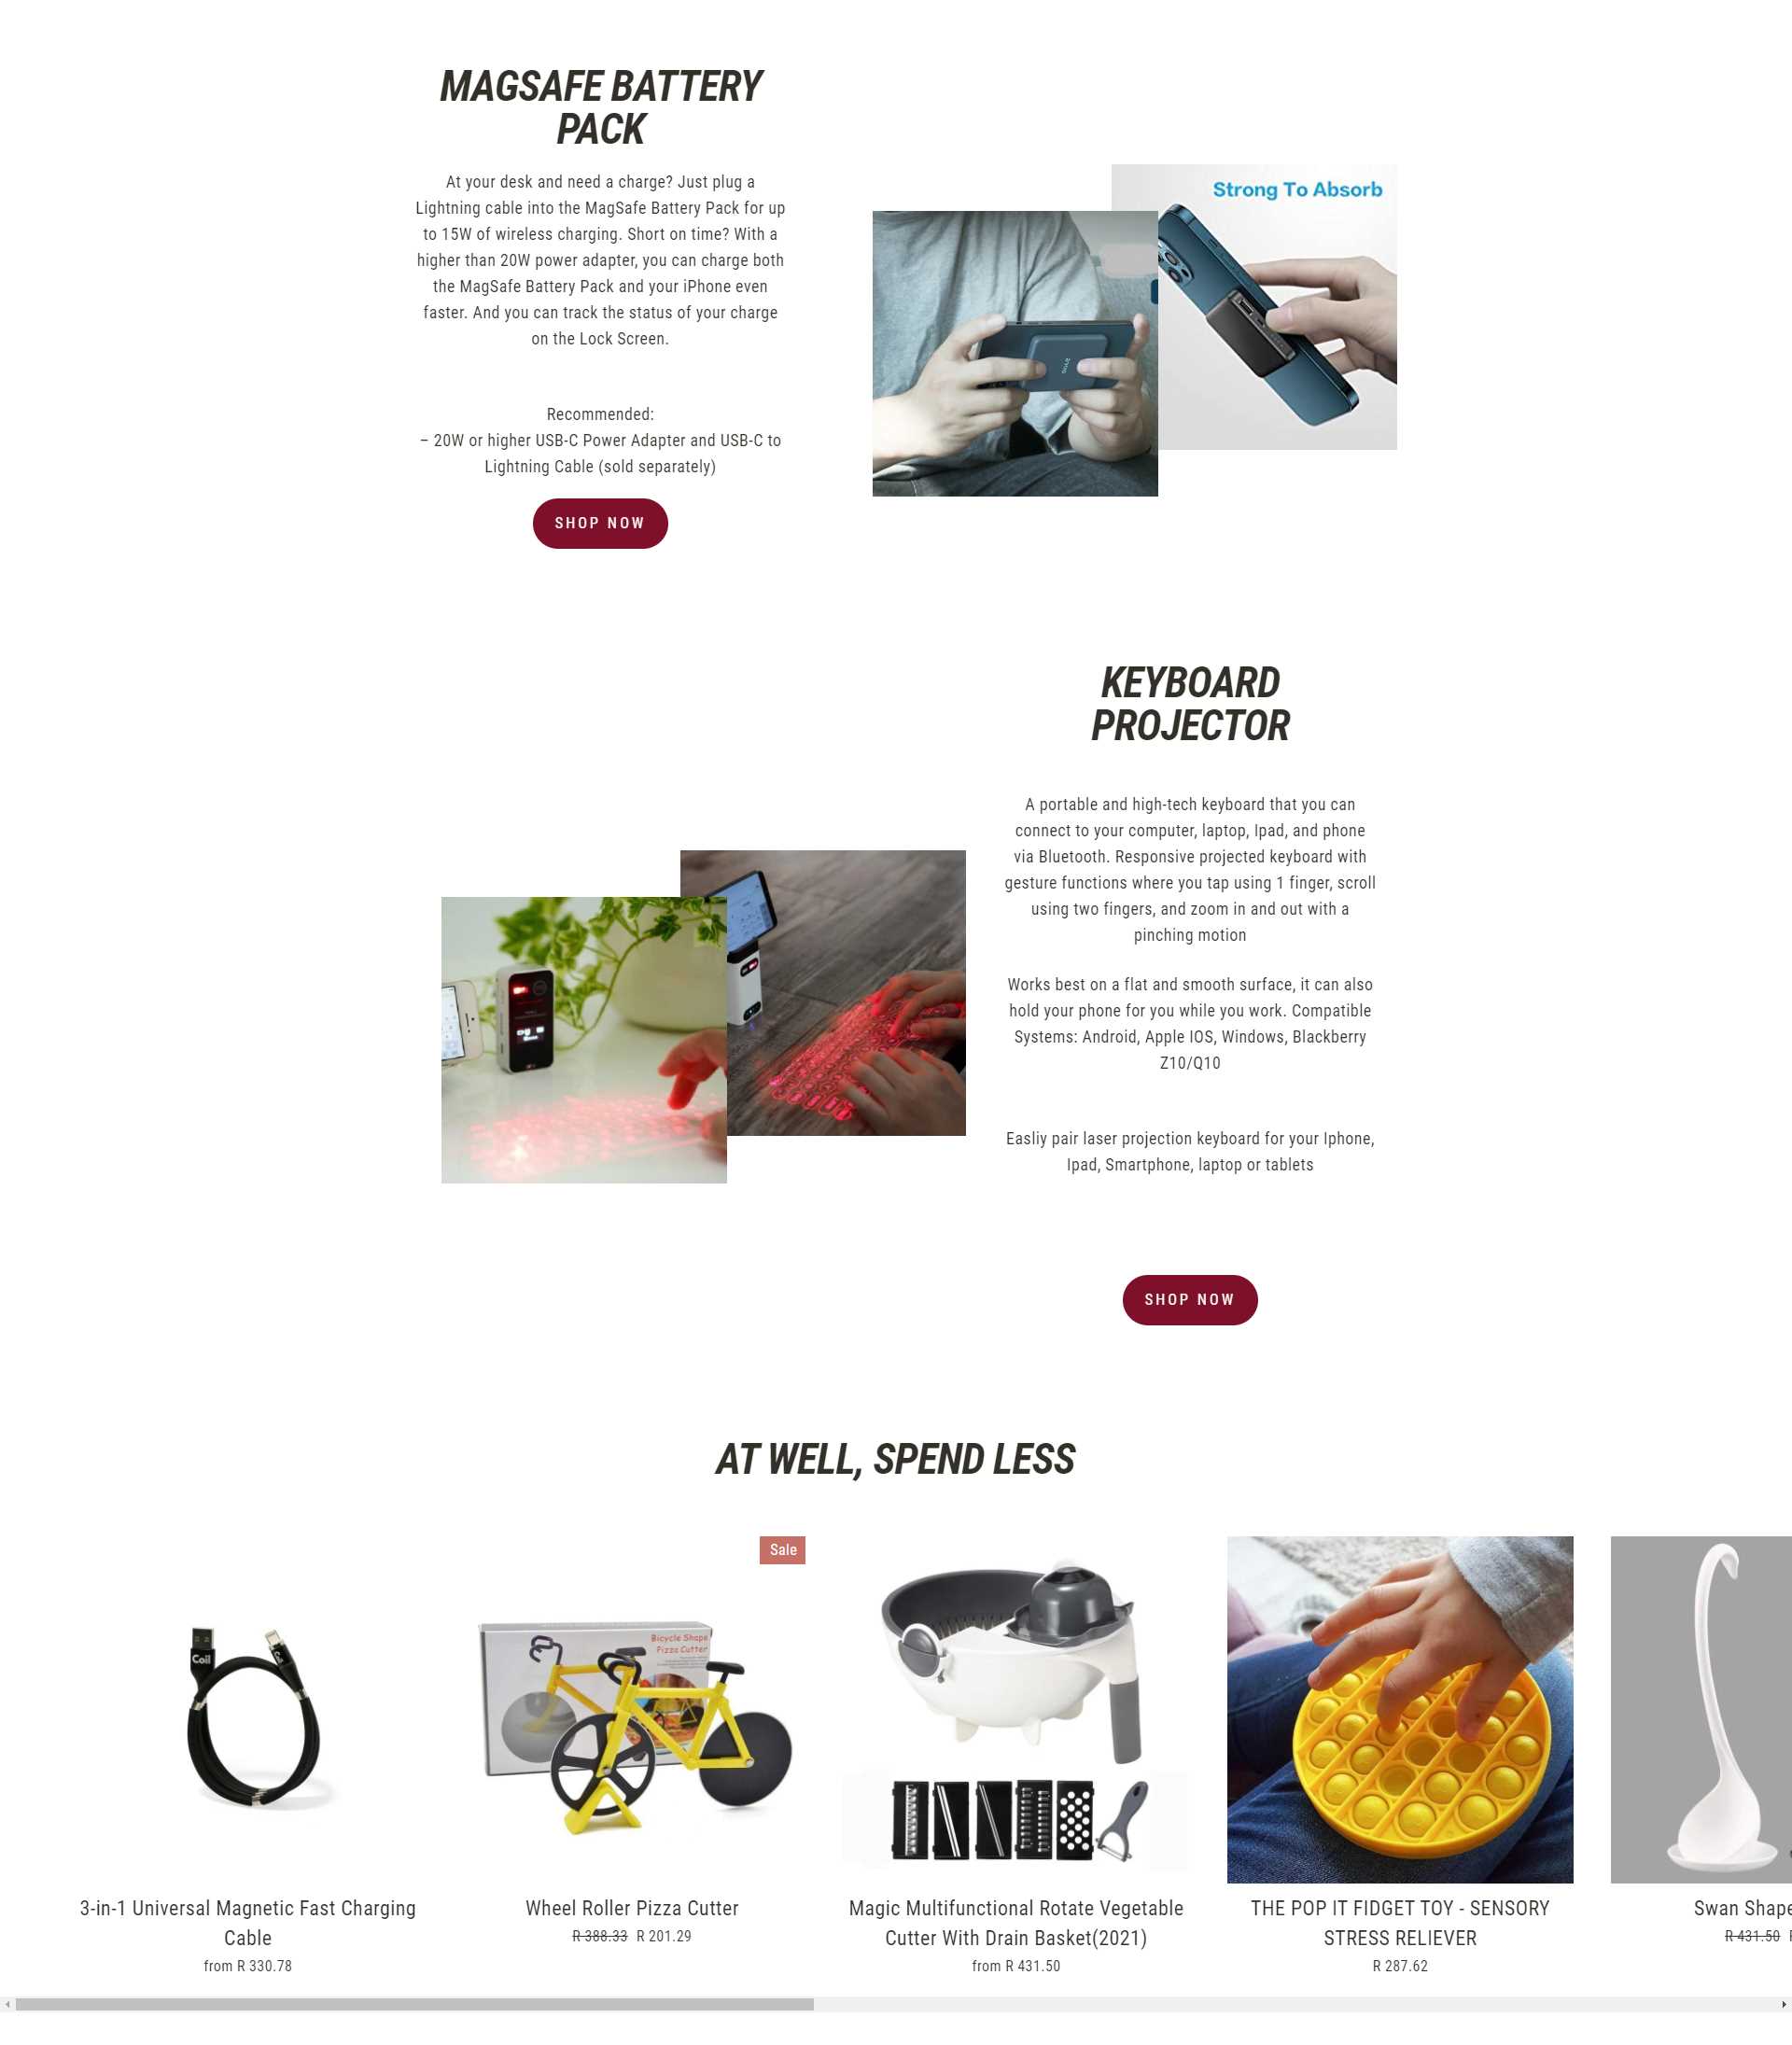 MAGSAFE BATTERY
PACK
At your desk and need a charge? Just plug a
Lightning cable into the MagSafe Battery Pack for up
to 15W of wireless charging. Short on time? With a
higher than 20W power adapter, you can charge both
the MagSafe Battery Pack and your iPhone even
faster. And you can track the status of your charge
on the Lock Screen.
Recommended:
– 20W or higher USB-C Power Adapter and USB-C to
Lightning Cable (sold separately)
SHOP NOW
Strong To Absorb
KEYBOARD
PROJECTOR
A portable and high-tech keyboard that you can
connect to your computer, laptop, Ipad, and phone
via Bluetooth. Responsive projected keyboard with
gesture functions where you tap using 1 finger, scroll
using two fingers, and zoom in and out with a
pinching motion
Works best on a flat and smooth surface, it can also
hold your phone for you while you work. Compatible
Systems: Android, Apple IOS, Windows, Blackberry
Z10/Q10
Easliy pair laser projection keyboard for your Iphone,
Ipad, Smartphone, laptop or tablets
SHOP NOW
AT WELL, SPEND LESS
Coil
3-in-1 Universal Magnetic Fast Charging
Cable
from R 330.78
Sale
Bicycle Shape
Pizza Cutter
Wheel Roller Pizza Cutter
R 388.33 R 201.29
Magic Multifunctional Rotate Vegetable
Cutter With Drain Basket(2021)
from R 431.50
THE POP IT FIDGET TOY - SENSORY
STRESS RELIEVER
R 287.62
Swan Shape
R 431.50